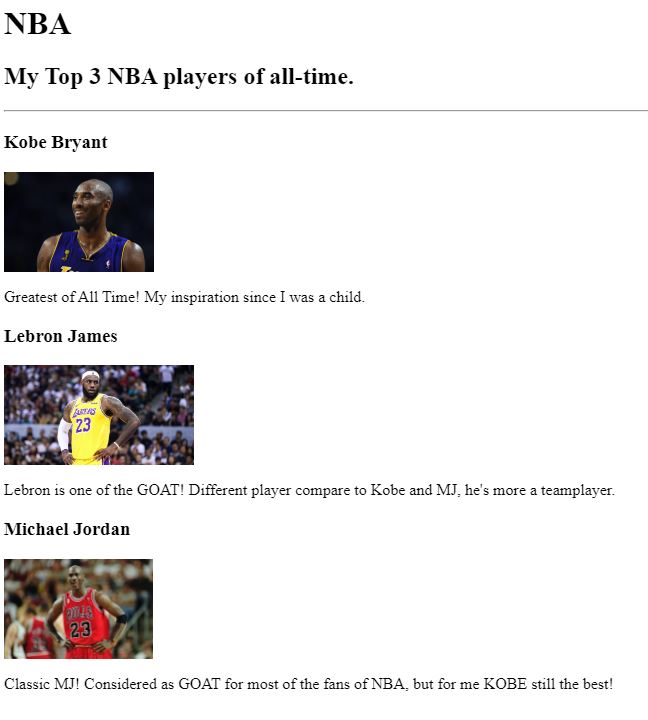 NBA
My Top 3 NBA players of all-time.
Kobe Bryant
Greatest of All Time! My inspiration since I was a child.
Lebron James
LAKERS
23
Lebron is one of the GOAT! Different player compare to Kobe and MJ, he's more a teamplayer.
Michael Jordan
BULLS
23
Classic MJ! Considered as GOAT for most of the fans of NBA, but for me KOBE still the best!